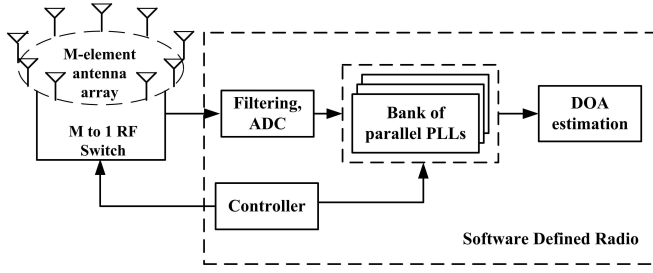 M-element
antenna
array
M to 1 RF
Switch
Filtering,
ADC
Bank of
parallel PLLs
DOA
estimation
Controller
Software Defined Radio